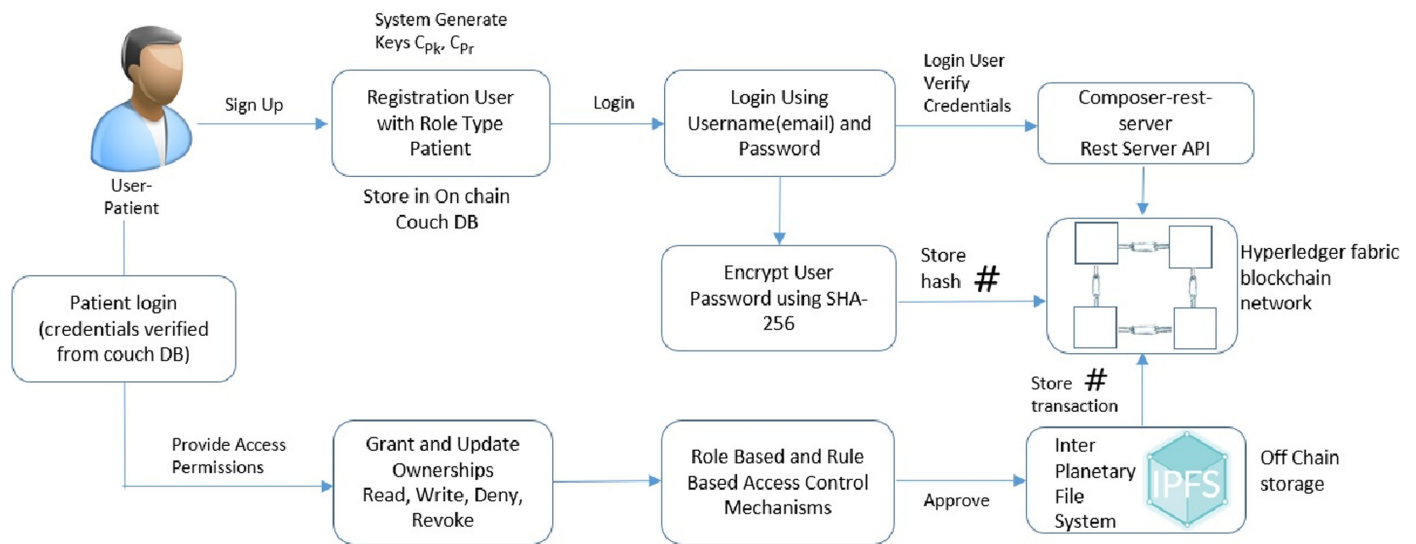 System Generate
Keys CPk, CPr
Sign Up
Registration User
with Role Type
Patient
Login
Login Using
Username(email) and
Password
Login User
Verify
Credentials
Composer-rest-
server
Rest Server API
User-
Patient
Store in On chain
Couch DB
Encrypt User
Password using SHA-
256
Store
hash #
Hyperledger fabric
blockchain
network
Patient login
(credentials verified
from couch DB)
Store #
transaction
Provide Access
Permissions
Grant and Update
Ownerships
Read, Write, Deny,
Revoke
Role Based and Rule
Based Access Control
Mechanisms
Approve
Inter
Planetary
File
System
IPFS
Off Chain
storage